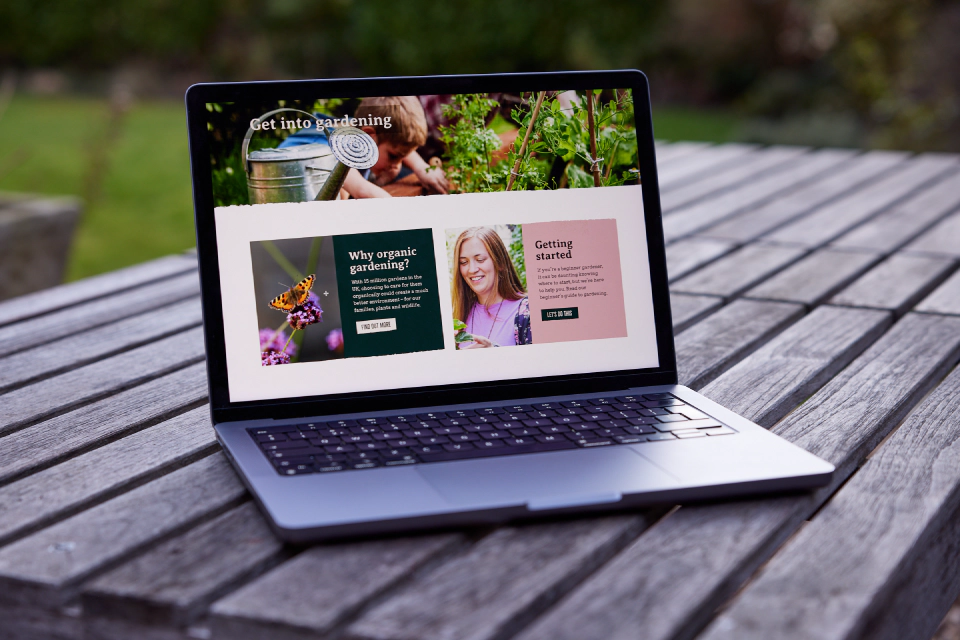 Get into gardening
Why organic
gardening?
With 15 million gardens in the
UK, choosing to care for them
organically could create a much
better environment – for our
families, plants and wildlife.
FIND OUT MORE
Getting
started
If you're a beginner gardener,
it can be daunting knowing
where to start, but we're here
to help you. Read our
beginner's guide to gardening.
LET'S DO THIS